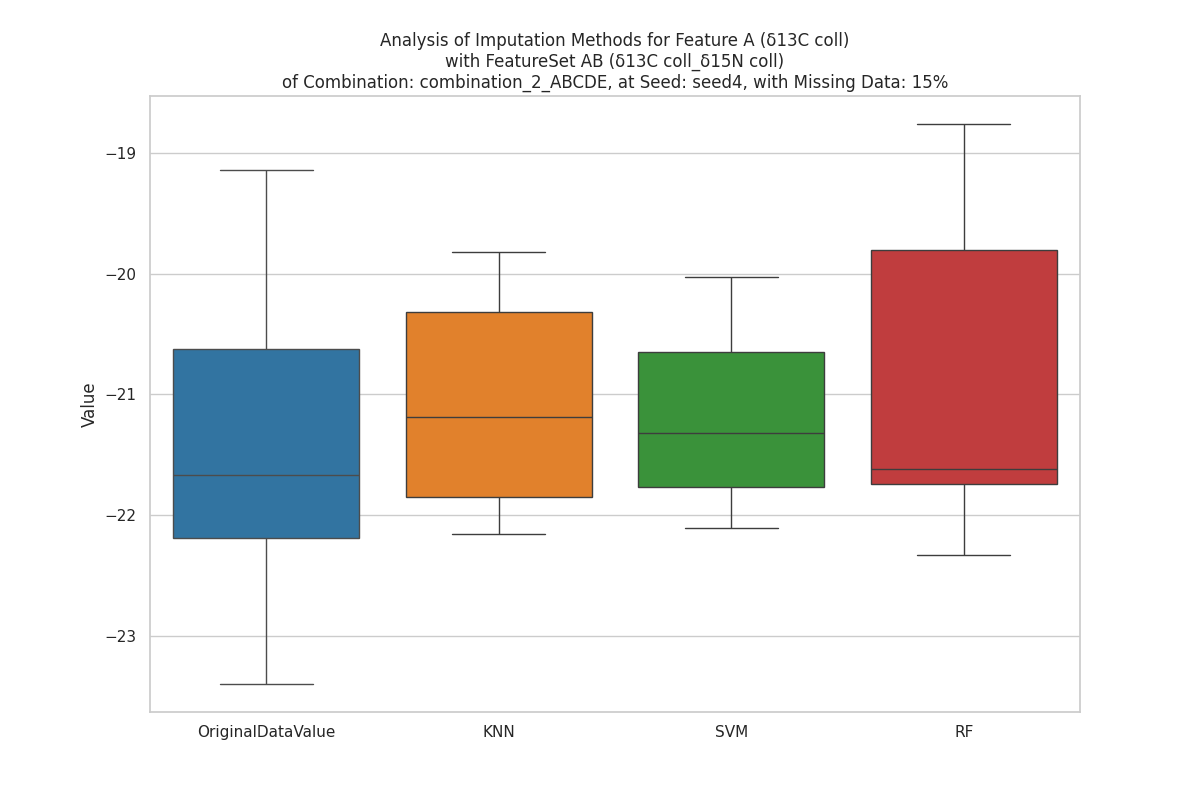 Analysis of Imputation Methods for Feature A (δ13C coll)
with FeatureSet AB (δ13C coll_δ15N coll)
of Combination: combination_2_ABCDE, at Seed: seed4, with Missing Data: 15%
−19
−20
−21
−22
−23
Value
OriginalDataValue KNN SVM RF